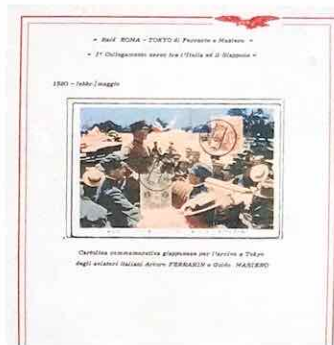 " Raid ROMA - TOKYO di Ferrarin e Masiero "
" 1° Collegamento aereo tra l'Italia ed il Giappone "
1920 - febbr/maggio
Cartolina commemorativa giapponese per l'arrivo a Tokyo
degli aviatori italiani Arturo FERRARIN e Guido MASIERO